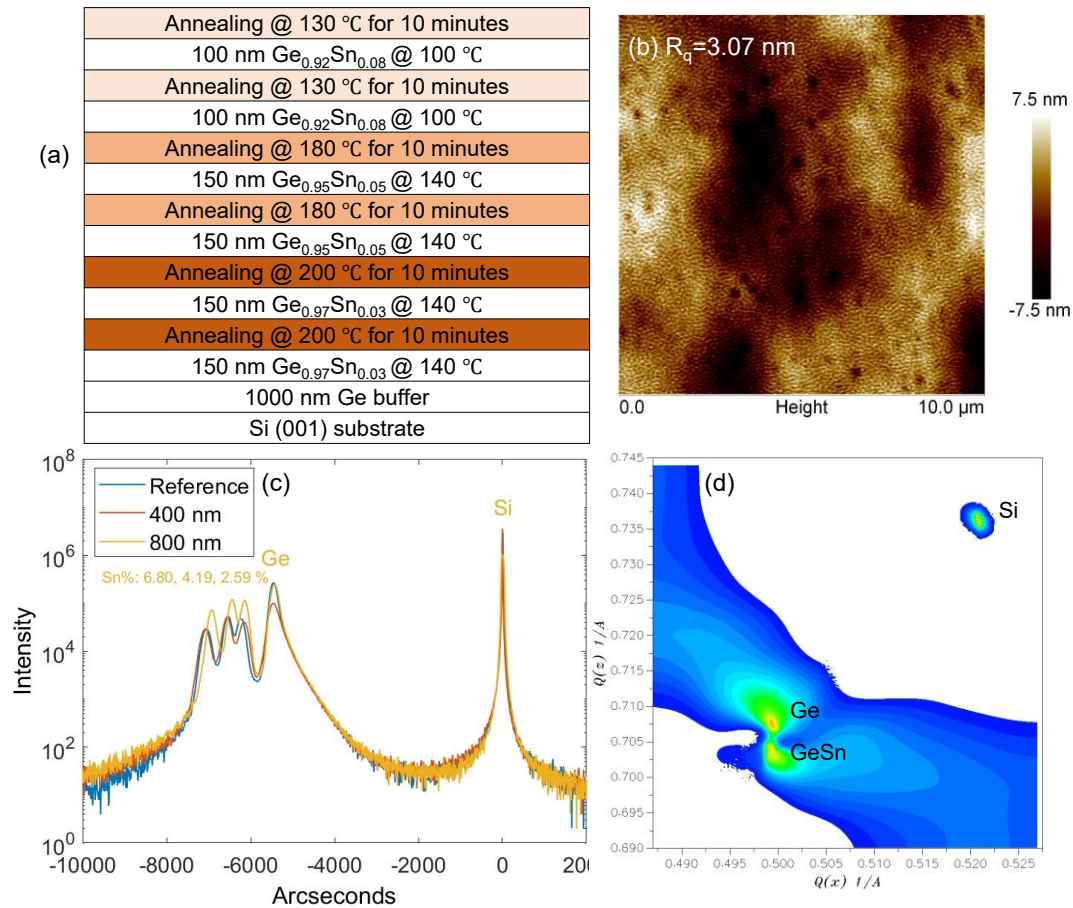 Annealing @ 130 ℃ for 10 minutes
100 nm Ge0.92Sn0.08 @ 100 ℃
Annealing @ 130 ℃ for 10 minutes
100 nm Ge0.92Sn0.08 @ 100 ℃
(a)
Annealing @ 180 ℃ for 10 minutes
150 nm Ge0.95Sn0.05 @ 140 ℃
Annealing @ 180 ℃ for 10 minutes
150 nm Ge0.95Sn0.05 @ 140 ℃
Annealing @ 200 ℃ for 10 minutes
150 nm Ge0.97Sn0.03 @ 140 ℃
Annealing @ 200 ℃ for 10 minutes
150 nm Ge0.97Sn0.03 @ 140 ℃
1000 nm Ge buffer
Si (001) substrate
(b) Rq=3.07 nm
7.5 nm
-7.5 nm
0.0 Height 10.0 µm
(c)
Reference
400 nm
800 nm
Sn%: 6.80, 4.19, 2.59 %
Ge
Si
10^8
10^6
10^4
10^2
10^0
Intensity
-10000 -8000 -6000 -4000 -2000 0 200
Arcseconds
(d)
Si
Ge
GeSn
0.745
0.740
0.735
0.730
0.725
0.720
0.715
0.710
0.705
0.700
0.695
0.690
Q(z) 1/A
0.490 0.495 0.500 0.505 0.510 0.515 0.520 0.525
Q(x) 1/A